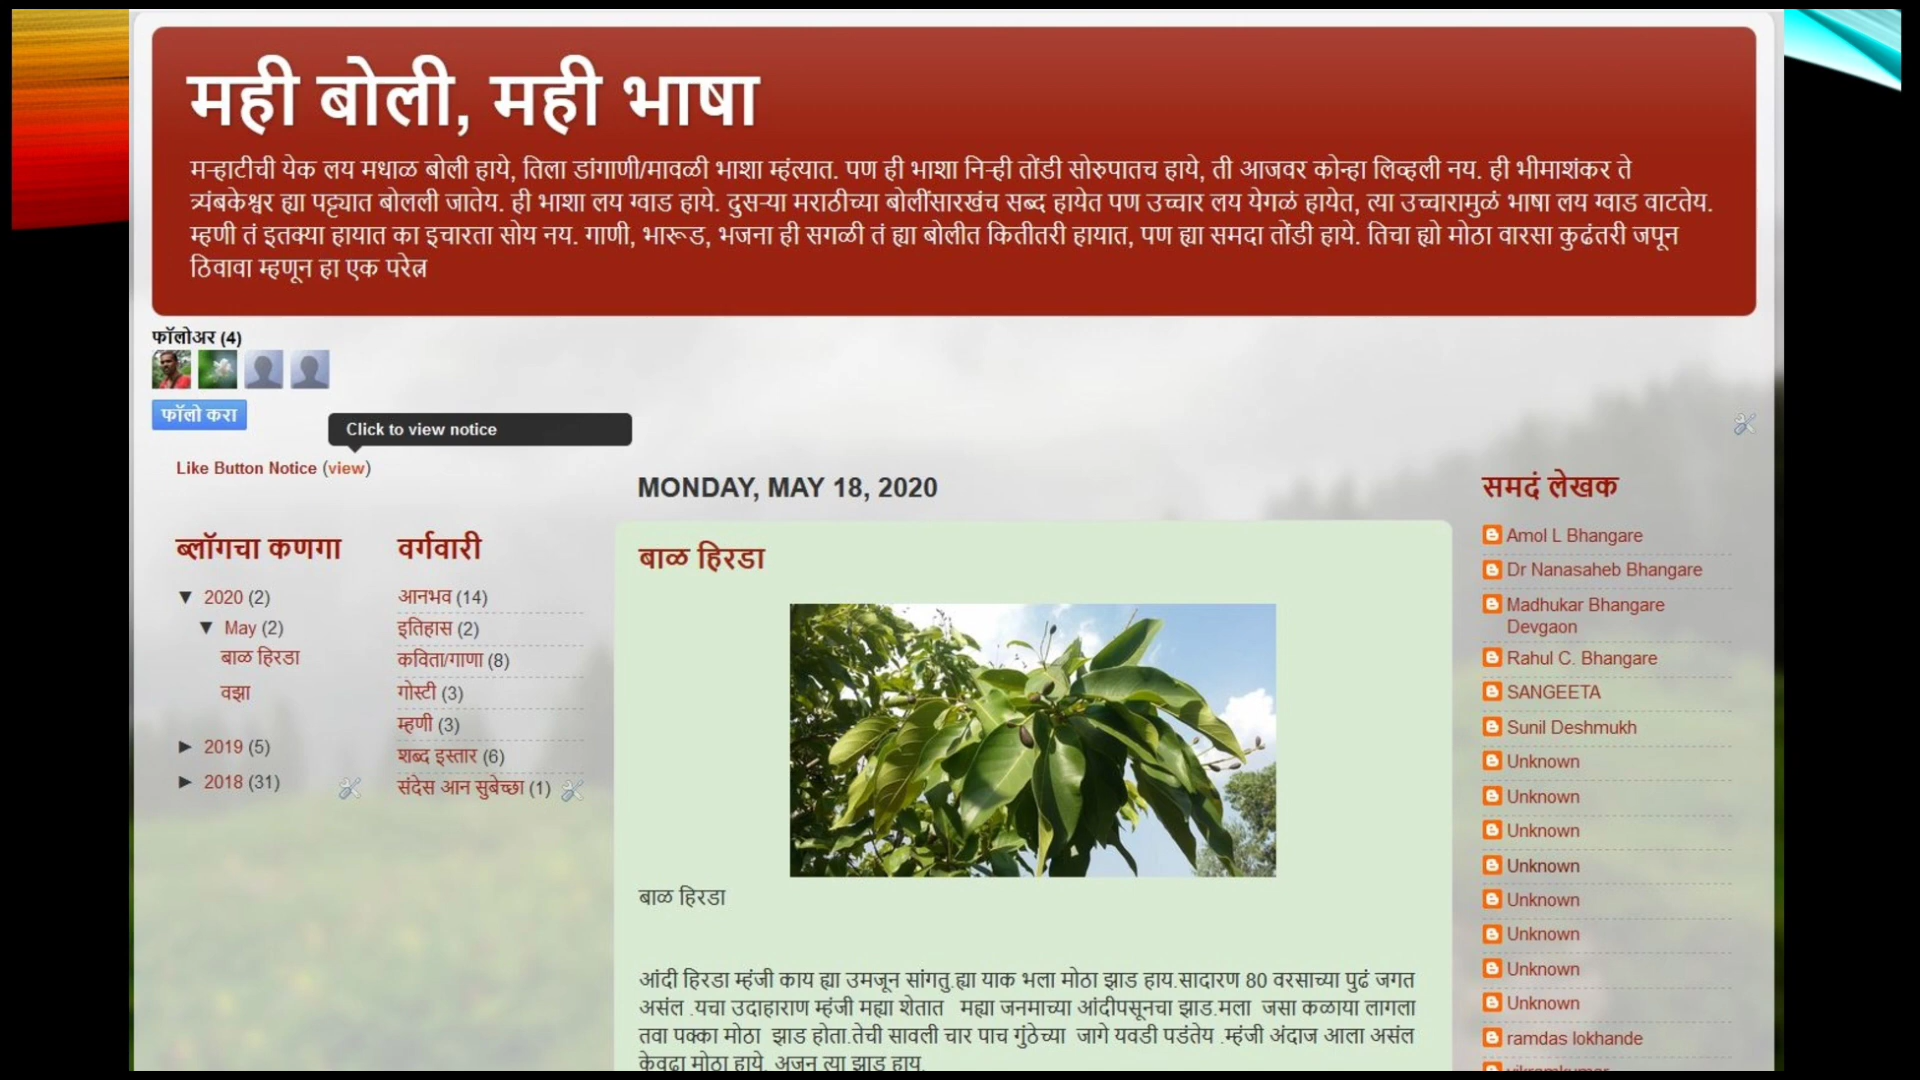 मही बोली, मही भाषा
मऱ्हाटीची येक लय मधाळ बोली हाये, तिला डांगाणी/मावळी भाशा म्हंत्यात. पण ही भाशा निऱ्ही तोंडी सोरुपातच हाये, ती आजवर कोन्हा लिव्हली नय. ही भीमाशंकर ते
त्र्यंबकेश्वर ह्या पट्ट्यात बोलली जातेय. ही भाशा लय ग्वाड हाये. दुसऱ्या मराठीच्या बोलींसारखंच सब्द हायेत पण उच्चार लय येगळं हायेत, त्या उच्चारामुळं भाषा लय ग्वाड वाटतेय.
म्हणी तं इतक्या हायात का इचारता सोय नय. गाणी, भारूड, भजना ही सगळी तं ह्या बोलीत कितीतरी हायात, पण ह्या समदा तोंडी हाये. तिचा ह्यो मोठा वारसा कुढंतरी जपून
ठिवावा म्हणून हा एक परेत्न
फॉलोअर (4)
फॉलो करा
Click to view notice
Like Button Notice (view)
ब्लॉगचा कणगा
▼ 2020 (2)
▼ May (2)
बाळ हिरडा
वझा
► 2019 (5)
► 2018 (31)
वर्गवारी
आनभव (14)
इतिहास (2)
कविता/गाणा (8)
गोस्टी (3)
म्हणी (3)
शब्द इस्तार (6)
संदेस आन सुबेच्छा (1)
MONDAY, MAY 18, 2020
बाळ हिरडा
बाळ हिरडा
आंदी हिरडा म्हंजी काय ह्या उमजून सांगतु.ह्या याक भला मोठा झाड हाय.सादारण 80 वरसाच्या पुढं जगत
असंल .यचा उदाहाराण म्हंजी मह्या शेतात मह्या जनमाच्या आंदीपसूनचा झाड.मला जसा कळाया लागला
तवा पक्का मोठा झाड होता.तेची सावली चार पाच गुंठेच्या जागे यवडी पडंतेय .म्हंजी अंदाज आला असंल
केवढा मोठा हाये. अजुन त्या झाड हाय.
समदं लेखक
Amol L Bhangare
Dr Nanasaheb Bhangare
Madhukar Bhangare
Devgaon
Rahul C. Bhangare
SANGEETA
Sunil Deshmukh
Unknown
Unknown
Unknown
Unknown
Unknown
Unknown
Unknown
Unknown
ramdas lokhande